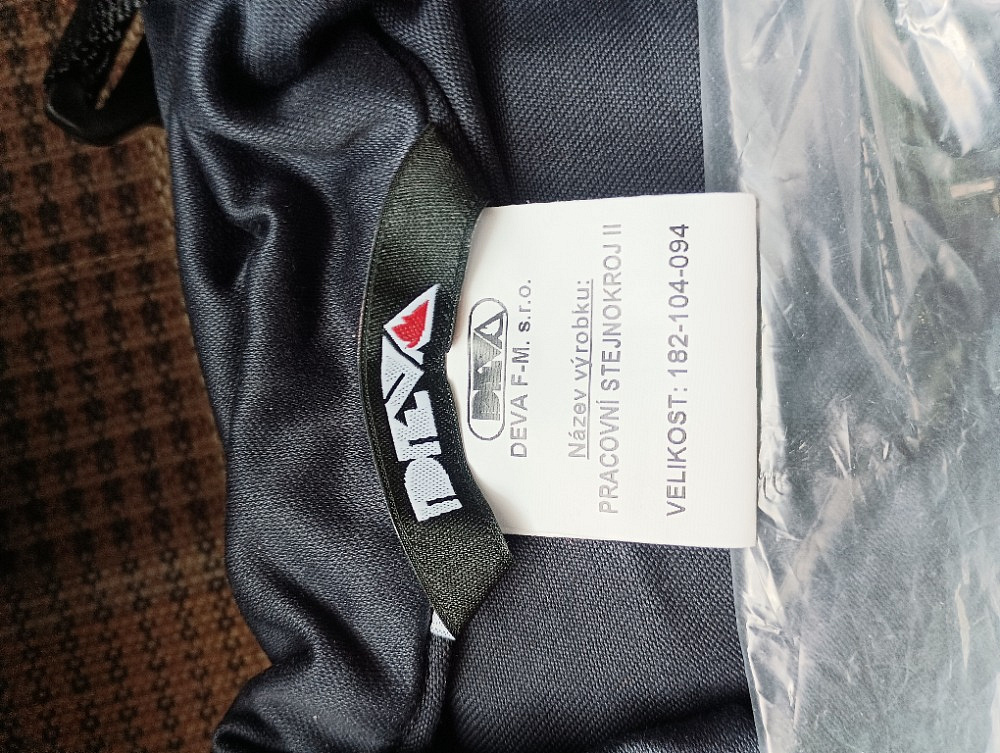 DEVA
DEVA
DEVA F-M. s.r.o.
Název výrobku:
PRACOVNÍ STEJNOKROJ II
VELIKOST: 182-104-094